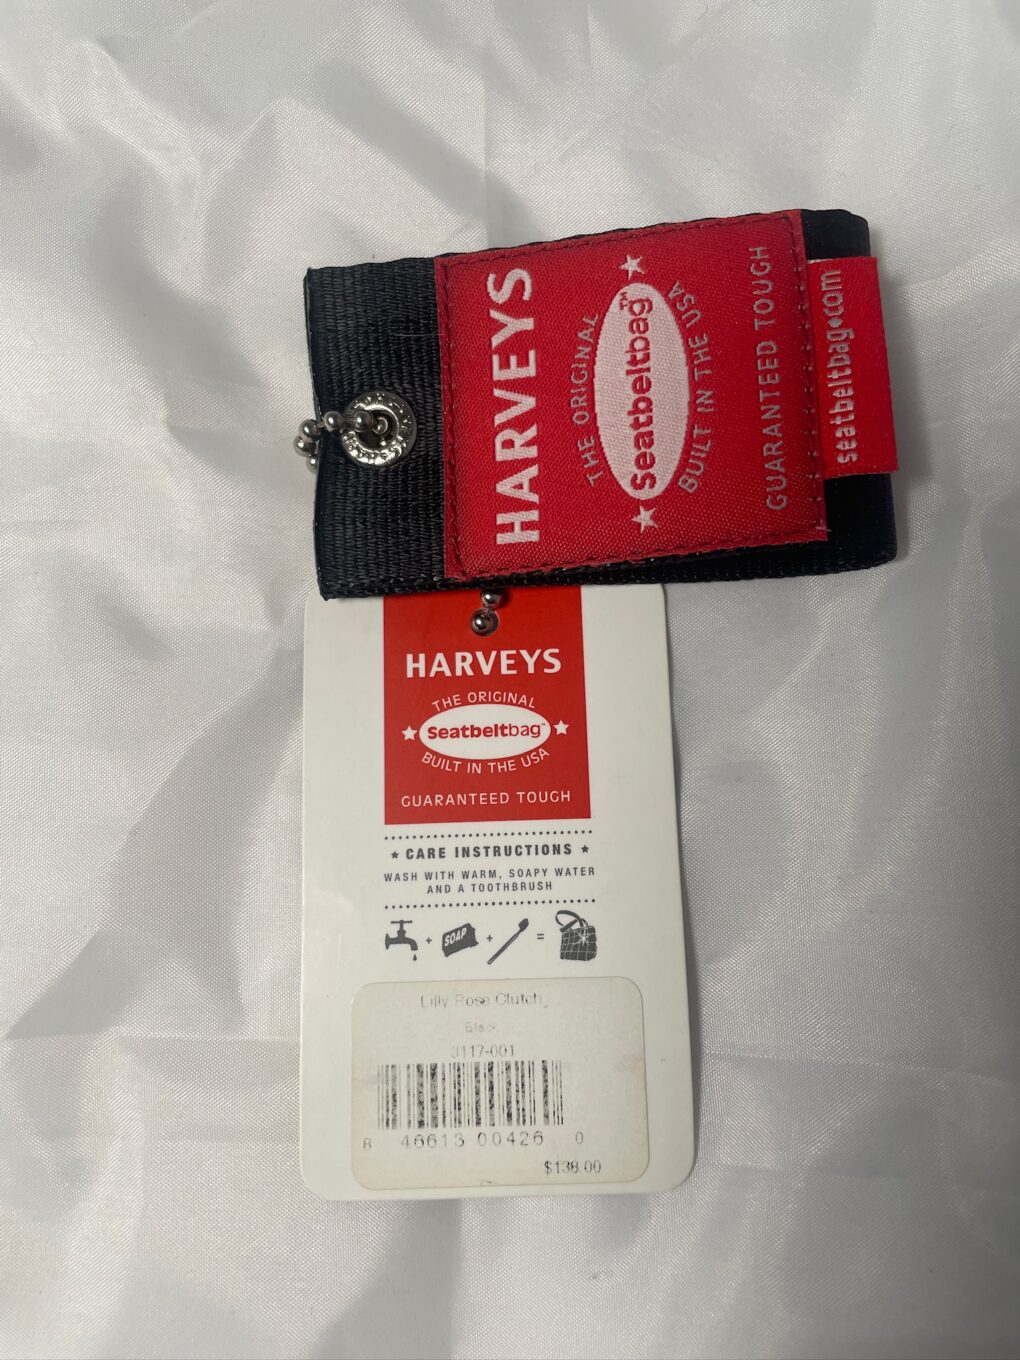 HARVEYS
THE ORIGINAL
Seatbeltbag™
BUILT IN THE USA
GUARANTEED TOUGH
seatbeltbag.com
HARVEYS
THE ORIGINAL
Seatbeltbag™
BUILT IN THE USA
GUARANTEED TOUGH
CARE INSTRUCTIONS
WASH WITH WARM, SOAPY WATER
AND A TOOTHBRUSH
+ SOAP + =
Lilly Rose Clutch
Black
8 46613 00426 0
$138.00